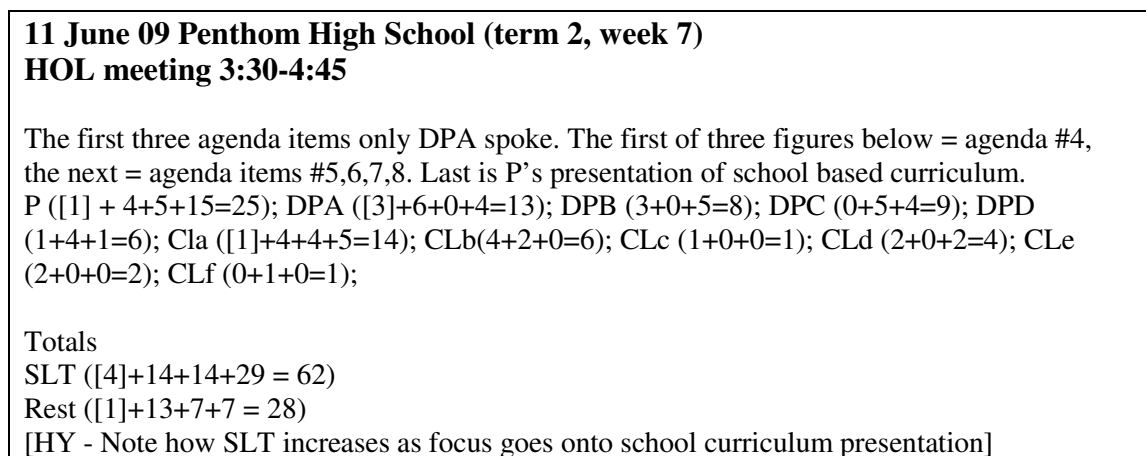 11 June 09 Penthom High School (term 2, week 7)
HOL meeting 3:30-4:45
The first three agenda items only DPA spoke. The first of three figures below = agenda #4,
the next = agenda items #5,6,7,8. Last is P’s presentation of school based curriculum.
P ([1] + 4+5+15=25); DPA ([3]+6+0+4=13); DPB (3+0+5=8); DPC (0+5+4=9); DPD
(1+4+1=6); Cla ([1]+4+4+5=14); CLb(4+2+0=6); CLc (1+0+0=1); CLd (2+0+2=4); CLe
(2+0+0=2); CLf (0+1+0=1);
Totals
SLT ([4]+14+14+29 = 62)
Rest ([1]+13+7+7 = 28)
[HY - Note how SLT increases as focus goes onto school curriculum presentation]